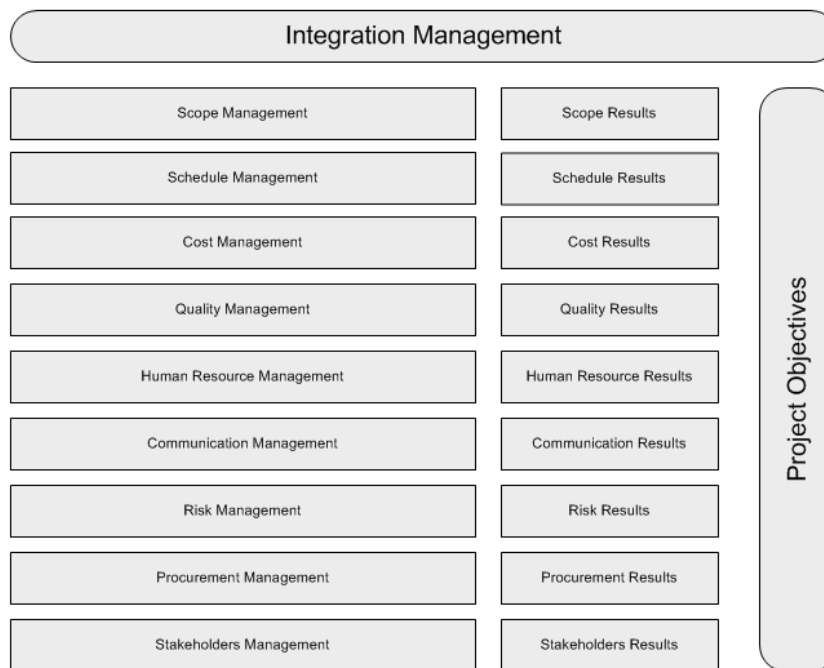 Integration Management
Scope Management
Scope Results
Schedule Management
Schedule Results
Cost Management
Cost Results
Quality Management
Quality Results
Human Resource Management
Human Resource Results
Communication Management
Communication Results
Risk Management
Risk Results
Procurement Management
Procurement Results
Stakeholders Management
Stakeholders Results
Project Objectives